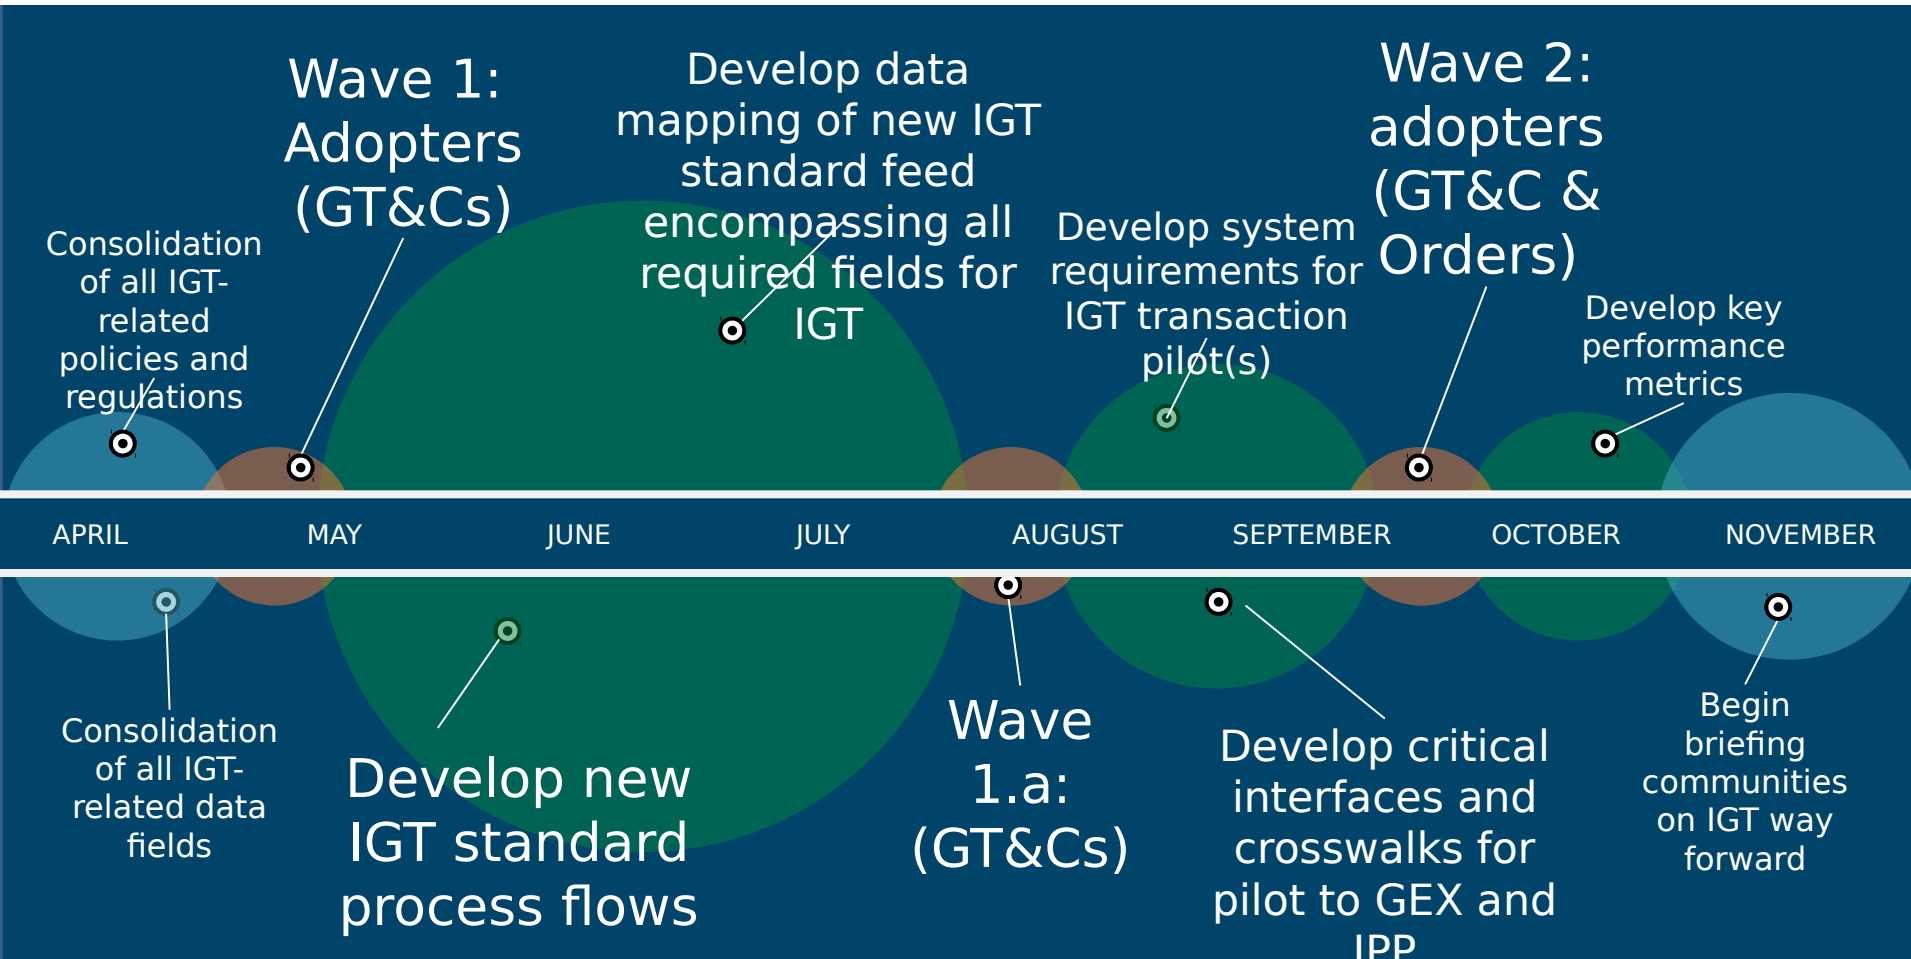 Consolidation
of all IGT-
related
policies and
regulations
Wave 1:
Adopters
(GT&Cs)
Develop data
mapping of new IGT
standard feed
encompassing all
required fields for
IGT
Develop system
requirements for
IGT transaction
pilot(s)
Wave 2:
adopters
(GT&C &
Orders)
Develop key
performance
metrics
APRIL
MAY
JUNE
JULY
AUGUST
SEPTEMBER
OCTOBER
NOVEMBER
Consolidation
of all IGT-
related data
fields
Develop new
IGT standard
process flows
Wave
1.a:
(GT&Cs)
Develop critical
interfaces and
crosswalks for
pilot to GEX and
IPP
Begin
briefing
communities
on IGT way
forward